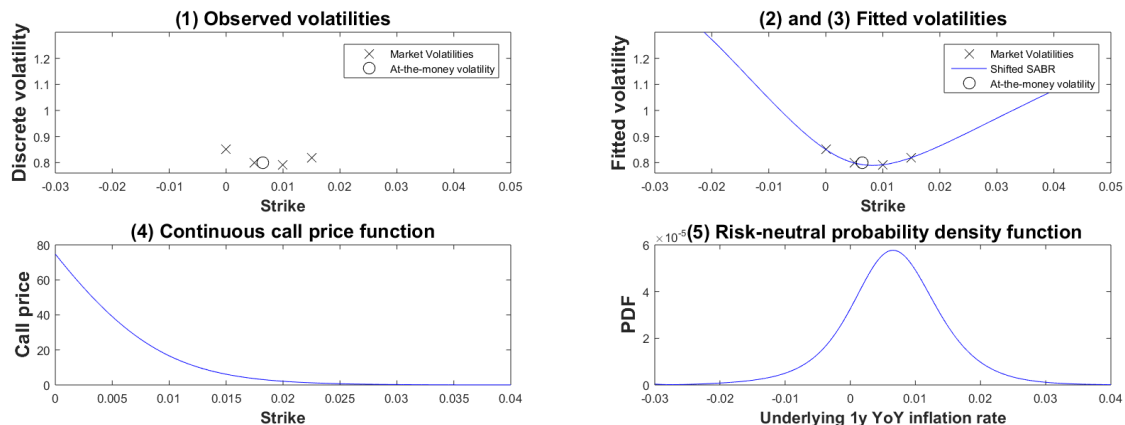 (1) Observed volatilities
Discrete volatility
1.2
1.1
1
0.9
0.8
× Market Volatilities
○ At-the-money volatility
-0.03 -0.02 -0.01 0 0.01 0.02 0.03 0.04 0.05
Strike
(2) and (3) Fitted volatilities
Fitted volatility
1.2
1.1
1
0.9
0.8
× Market Volatilities
Shifted SABR
○ At-the-money volatility
-0.03 -0.02 -0.01 0 0.01 0.02 0.03 0.04 0.05
Strike
(4) Continuous call price function
Call price
80
60
40
20
0
0 0.005 0.01 0.015 0.02 0.025 0.03 0.035 0.04
Strike
(5) Risk-neutral probability density function
×10-5
PDF
6
4
2
0
-0.03 -0.02 -0.01 0 0.01 0.02 0.03 0.04
Underlying 1y YoY inflation rate